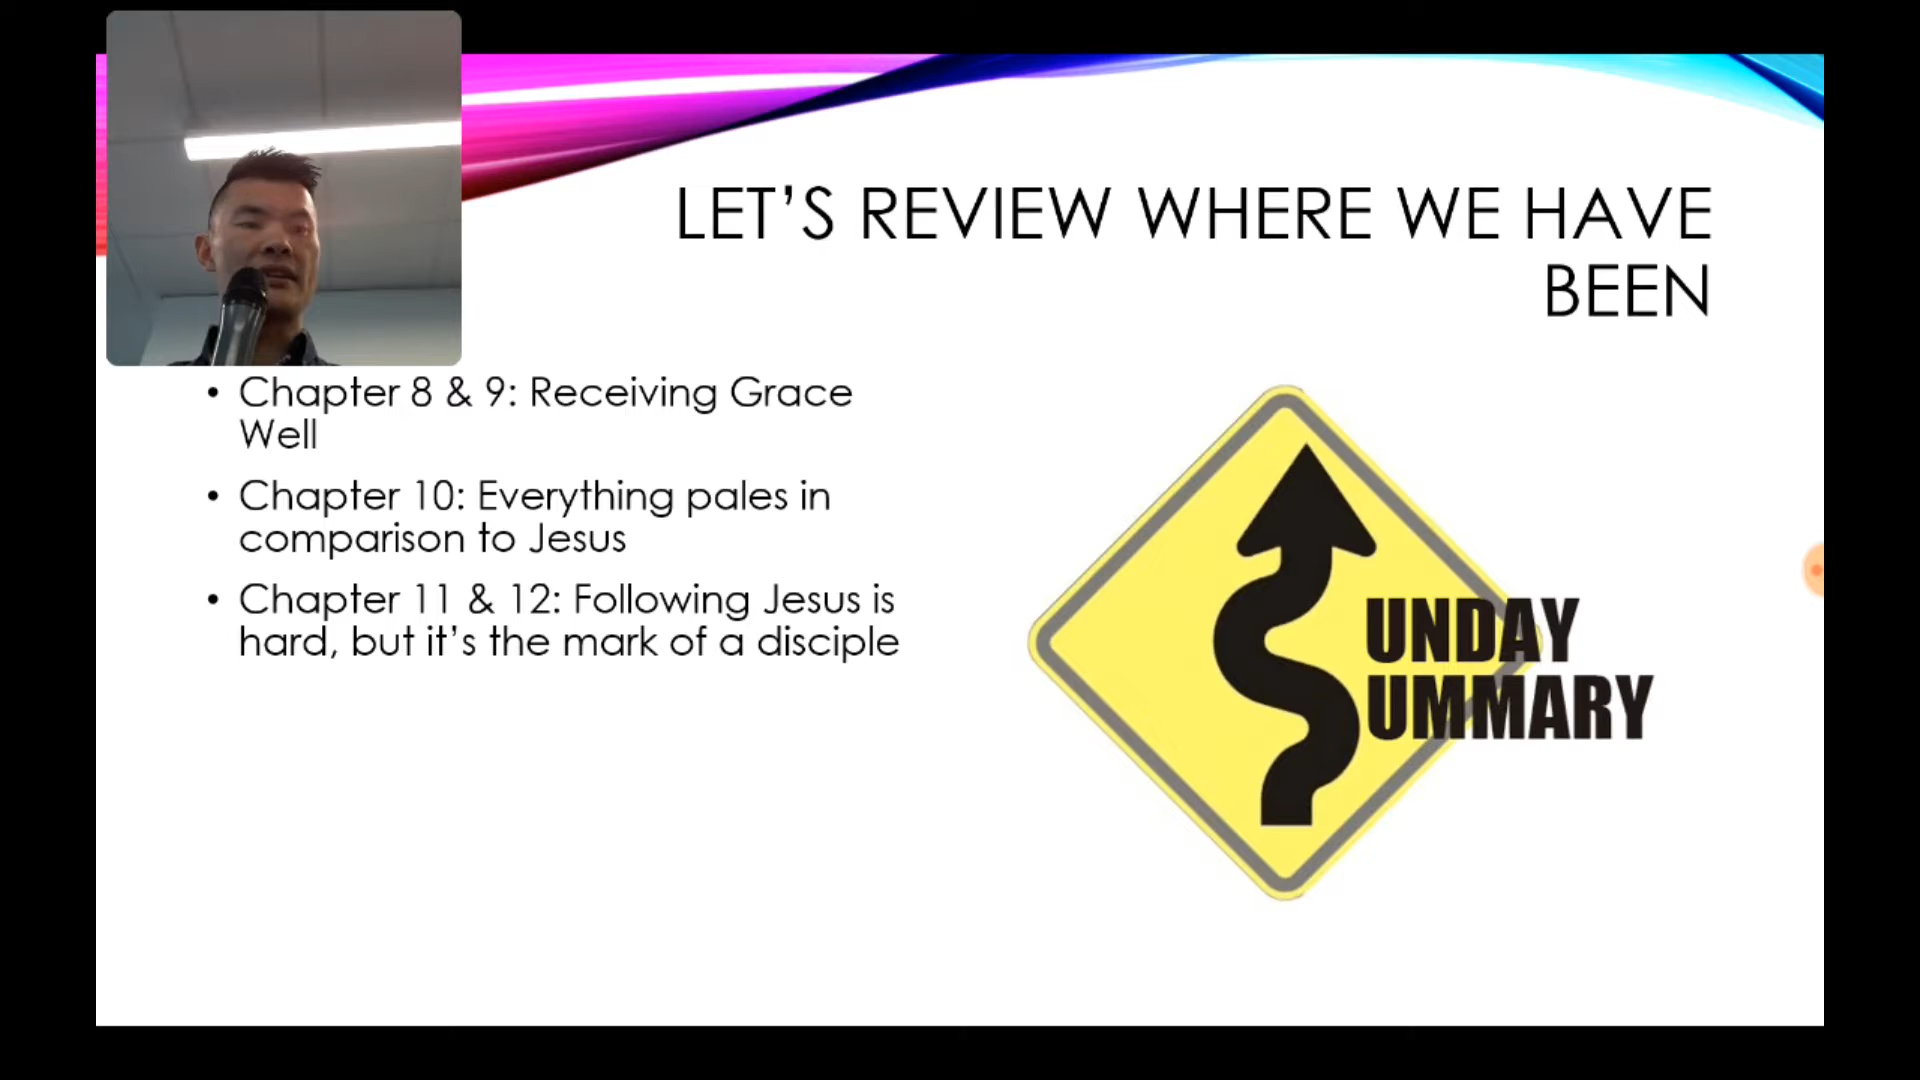 LET’S REVIEW WHERE WE HAVE
BEEN
• Chapter 8 & 9: Receiving Grace
Well
• Chapter 10: Everything pales in
comparison to Jesus
• Chapter 11 & 12: Following Jesus is
hard, but it’s the mark of a disciple
UNDAY
UMMARY